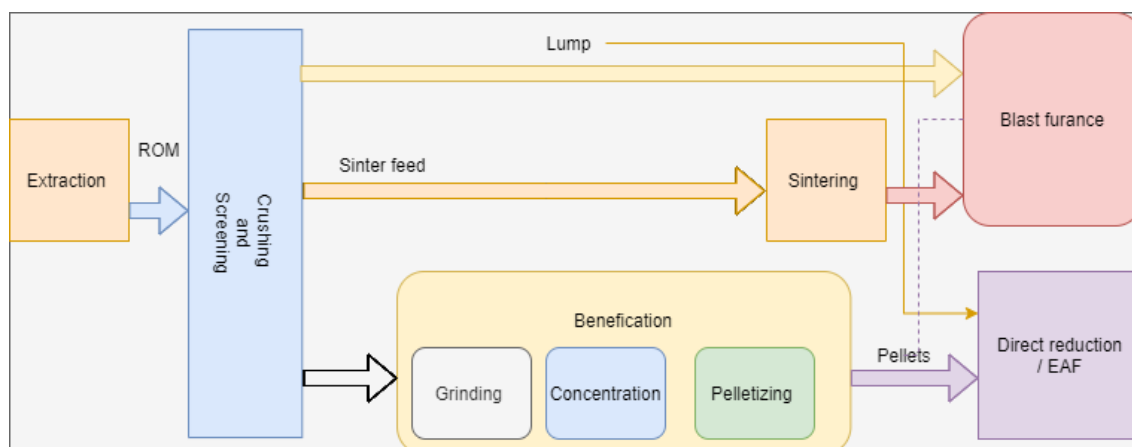 Lump
Blast furance
ROM
Extraction
Crushing
and
Screening
Sinter feed
Sintering
Benefication
Grinding
Concentration
Pelletizing
Pellets
Direct reduction
/ EAF